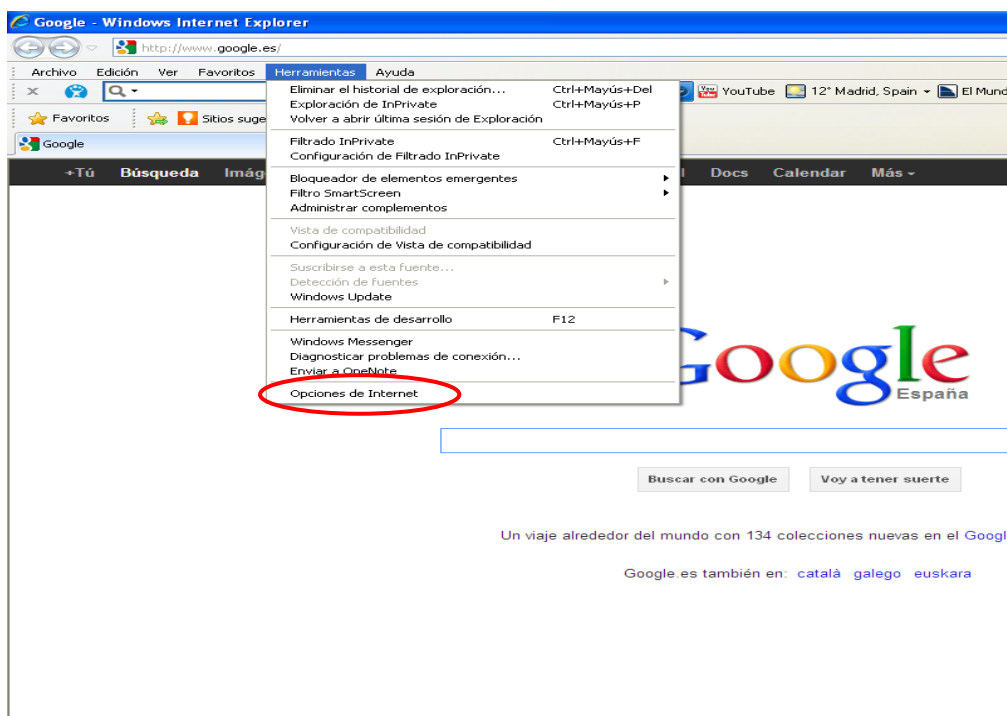 Google - Windows Internet Explorer
http://www.google.es/
Archivo Edición Ver Favoritos Herramientas Ayuda
YouTube 12° Madrid, Spain El Mund
Favoritos Sitios suge
Google
+Tú Búsqueda Imág Docs Calendar Más
Eliminar el historial de exploración... Ctrl+Mayús+Del
Exploración de InPrivate Ctrl+Mayús+P
Volver a abrir última sesión de Exploración
Filtrado InPrivate Ctrl+Mayús+F
Configuración de Filtrado InPrivate
Bloqueador de elementos emergentes
Filtro SmartScreen
Administrar complementos
Vista de compatibilidad
Configuración de Vista de compatibilidad
Suscribirse a esta fuente...
Detección de fuentes
Windows Update
Herramientas de desarrollo F12
Windows Messenger
Diagnosticar problemas de conexión...
Enviar a OneNote
Opciones de Internet
Google
España
Buscar con Google Voy a tener suerte
Un viaje alrededor del mundo con 134 colecciones nuevas en el Googl
Google.es también en: català galego euskara